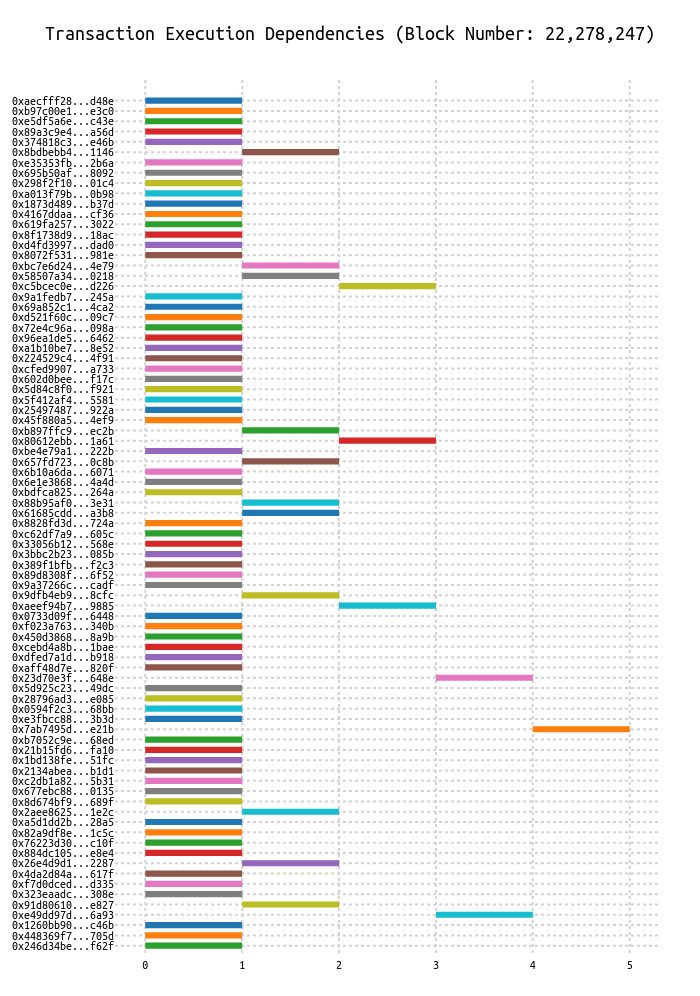 Transaction Execution Dependencies (Block Number: 22,278,247)
0xaecfff28...d48e
0xb97c00e1...e3c0
0xe5df5a6e...c43e
0x89a3c9e4...a56d
0x374818c3...e46b
0x8bdbebb4...1146
0xe35353fb...2b6a
0x695b50af...8092
0x298f2f10...01c4
0xa013f79b...0b98
0x1873d489...b37d
0x4167ddaa...cf36
0x619fa257...3022
0x8f1738d9...18ac
0xd4fd3997...dad0
0x8072f531...981e
0xbc7e6d24...4e79
0x58507a34...0218
0xc5bcec0e...d226
0x9a1fedb7...245a
0x69a852c1...4ca2
0xd521f60c...09c7
0x72e4c96a...098a
0x96ea1de5...6462
0xa1b10be7...8e52
0x224529c4...4f91
0xcfed9907...a733
0x602d0bee...f17c
0x5d84c8f0...f921
0x5f412af4...5581
0x25497487...922a
0x45f880a5...4ef9
0xb897ffc9...ec2b
0x80612ebb...1a61
0xbe4e79a1...222b
0x657fd723...0c8b
0x6b10a6da...6071
0x6e1e3868...4a4d
0xbdfca825...264a
0x88b95af0...3e31
0x61685cdd...a3b8
0x8828fd3d...724a
0xc62df7a9...605c
0x33056b12...568e
0x3bbc2b23...085b
0x389f1bfb...f2c3
0x89d8308f...6f52
0x9a37266c...cadf
0x9dfb4eb9...8cfc
0xaeef94b7...9885
0x0733d09f...6448
0xf023a763...340b
0x450d3868...8a9b
0xcebd4a8b...1bae
0xdfed7a1d...b918
0xaff48d7e...820f
0x23d70e3f...648e
0x5d925c23...49dc
0x28796ad3...e085
0x0594f2c3...68bb
0xe3fbcc88...3b3d
0x7ab7495d...e21b
0xb7052c9e...68ed
0x21b15fd6...fa10
0x1bd138fe...51fc
0x2134abea...b1d1
0xc2db1a82...5b31
0x677ebc88...0135
0x8d674bf9...689f
0x2aee8625...1e2c
0xa5d1dd2b...28a5
0x82a9df8e...1c5c
0x76223d30...c10f
0x884dc105...e8e4
0x26e4d9d1...2287
0x4da2d84a...617f
0xf7d0dced...d335
0x323eaadc...308e
0x91d80610...e827
0xe49dd97d...6a93
0x1260bb90...c46b
0x448369f7...705d
0x246d34be...f62f
0 1 2 3 4 5